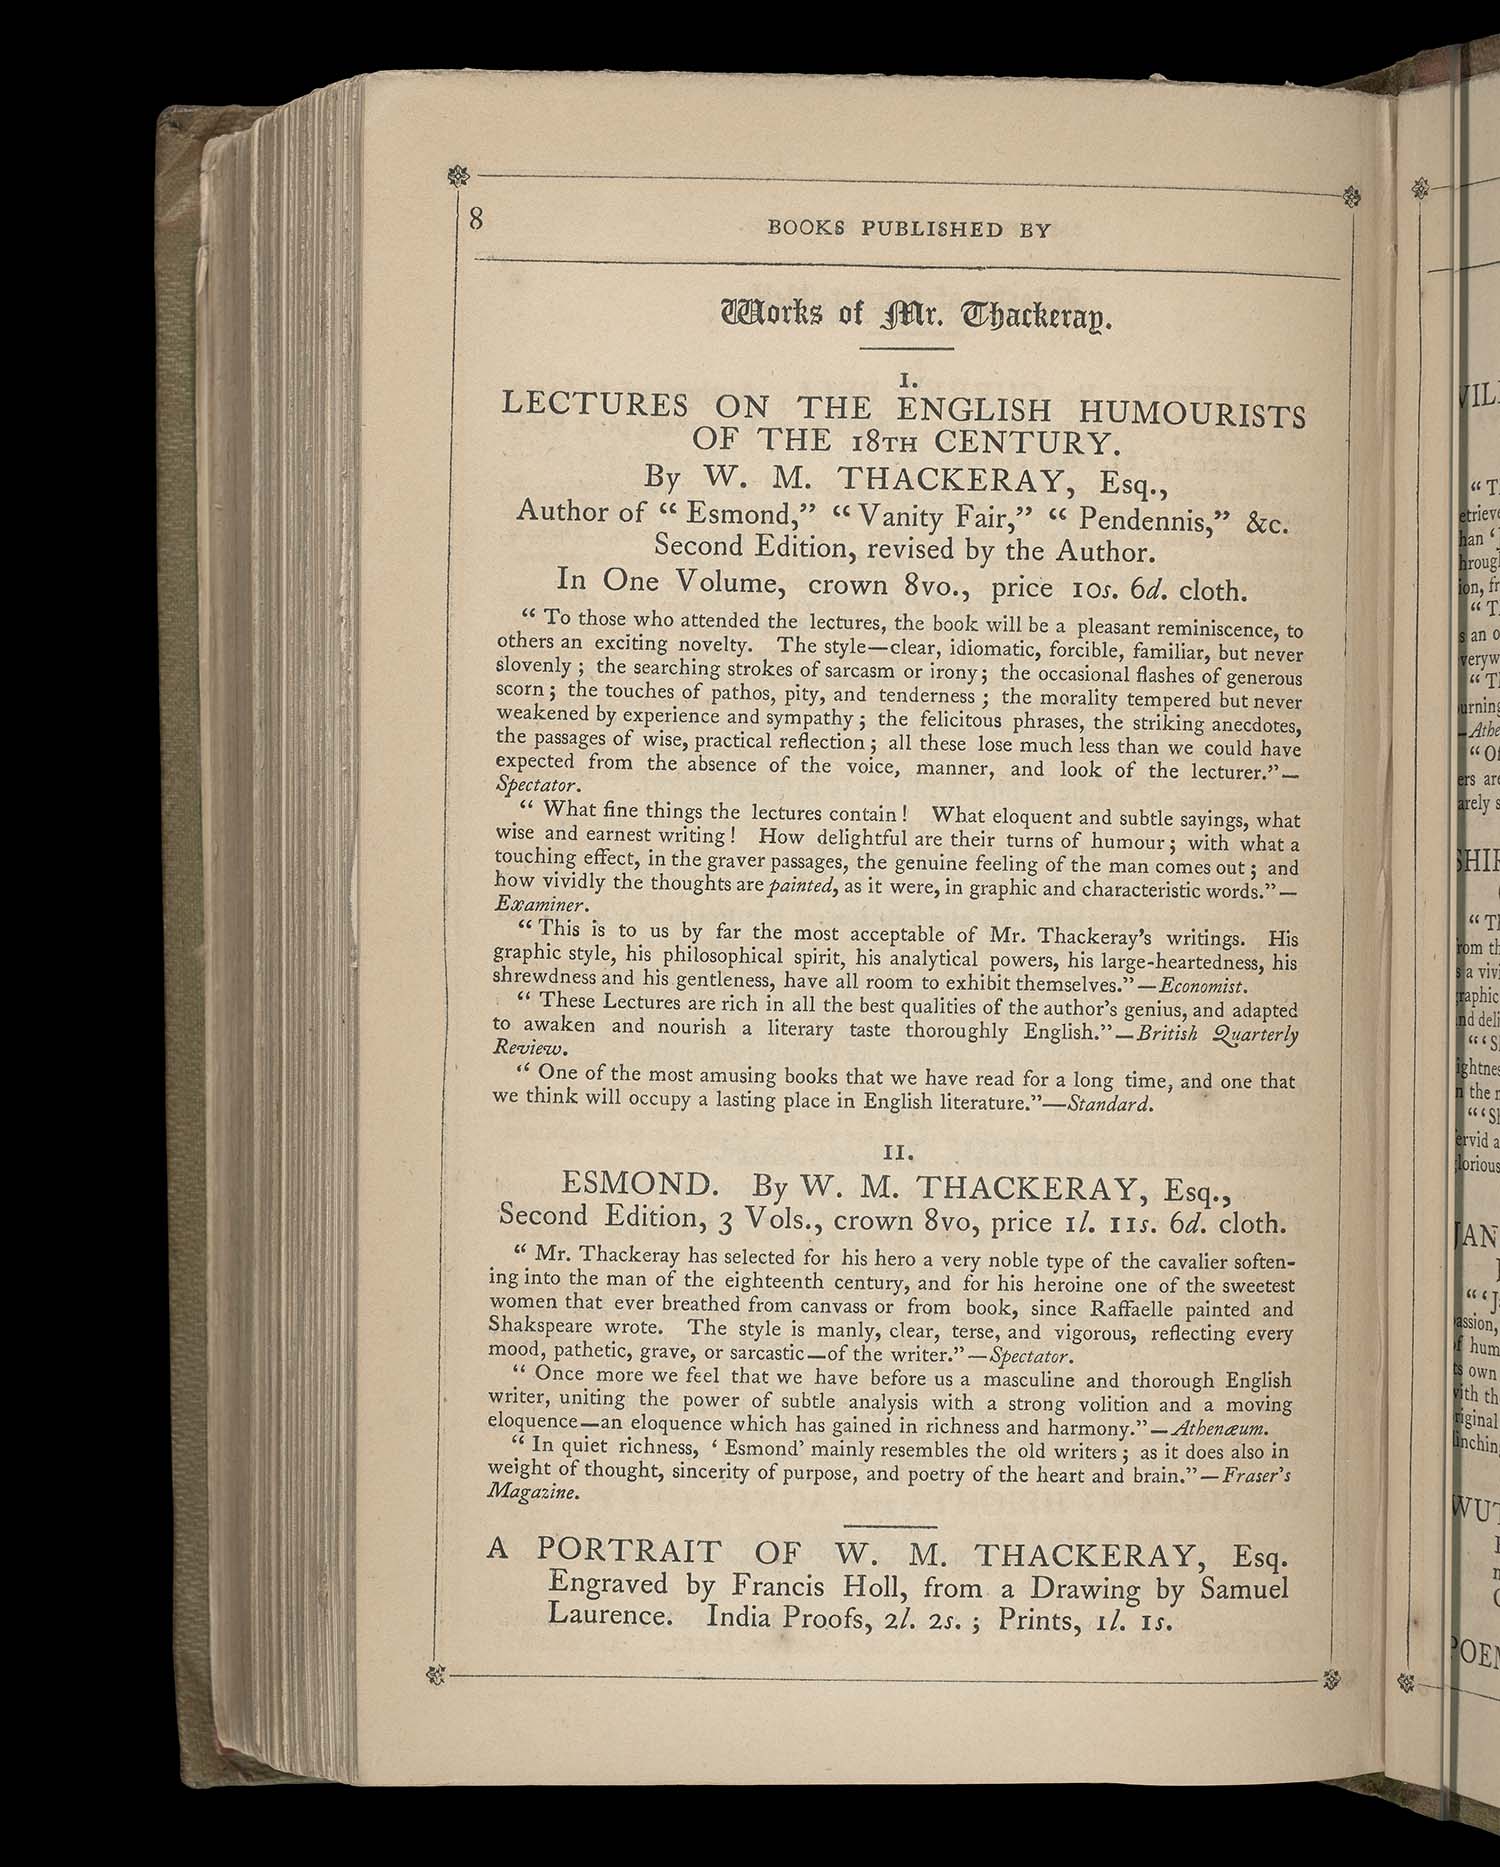 8
BOOKS PUBLISHED BY
Works of Mr. Thackeray.
I.
LECTURES ON THE ENGLISH HUMOURISTS
OF THE 18TH CENTURY.
By W. M. THACKERAY, Esq.,
Author of “ Esmond,” “ Vanity Fair,” “ Pendennis,” &c.
Second Edition, revised by the Author.
In One Volume, crown 8vo., price 10s. 6d. cloth.
“ To those who attended the lectures, the book will be a pleasant reminiscence, to
others an exciting novelty. The style—clear, idiomatic, forcible, familiar, but never
slovenly ; the searching strokes of sarcasm or irony ; the occasional flashes of generous
scorn ; the touches of pathos, pity, and tenderness ; the morality tempered but never
weakened by experience and sympathy ; the felicitous phrases, the striking anecdotes,
the passages of wise, practical reflection ; all these lose much less than we could have
expected from the absence of the voice, manner, and look of the lecturer.”—
Spectator.
“ What fine things the lectures contain ! What eloquent and subtle sayings, what
wise and earnest writing ! How delightful are their turns of humour ; with what a
touching effect, in the graver passages, the genuine feeling of the man comes out ; and
how vividly the thoughts are painted, as it were, in graphic and characteristic words.”—
Examiner.
“ This is to us by far the most acceptable of Mr. Thackeray’s writings. His
graphic style, his philosophical spirit, his analytical powers, his large-heartedness, his
shrewdness and his gentleness, have all room to exhibit themselves.”—Economist.
“ These Lectures are rich in all the best qualities of the author’s genius, and adapted
to awaken and nourish a literary taste thoroughly English.”—British Quarterly
Review.
“ One of the most amusing books that we have read for a long time, and one that
we think will occupy a lasting place in English literature.”—Standard.
II.
ESMOND. By W. M. THACKERAY, Esq.,
Second Edition, 3 Vols., crown 8vo, price 1l. 11s. 6d. cloth.
“ Mr. Thackeray has selected for his hero a very noble type of the cavalier soften-
ing into the man of the eighteenth century, and for his heroine one of the sweetest
women that ever breathed from canvass or from book, since Raffaelle painted and
Shakspeare wrote. The style is manly, clear, terse, and vigorous, reflecting every
mood, pathetic, grave, or sarcastic—of the writer.”—Spectator.
“ Once more we feel that we have before us a masculine and thorough English
writer, uniting the power of subtle analysis with a strong volition and a moving
eloquence—an eloquence which has gained in richness and harmony.”—Athenæum.
“ In quiet richness, ‘ Esmond’ mainly resembles the old writers ; as it does also in
weight of thought, sincerity of purpose, and poetry of the heart and brain.”—Fraser’s
Magazine.
A PORTRAIT OF W. M. THACKERAY, Esq.
Engraved by Francis Holl, from a Drawing by Samuel
Laurence. India Proofs, 2l. 2s. ; Prints, 1l. 1s.